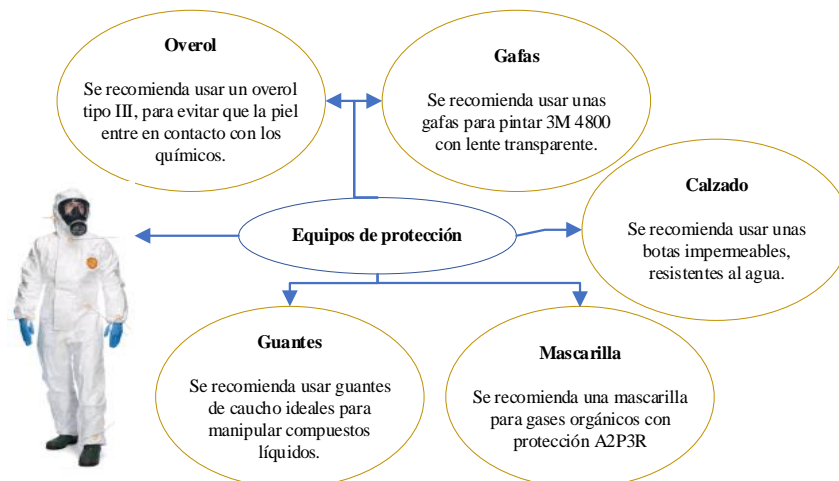 Overol
Se recomienda usar un overol
tipo III, para evitar que la piel
entre en contacto con los
químicos.
Gafas
Se recomienda usar unas
gafas para pintar 3M 4800
con lente transparente.
Calzado
Se recomienda usar unas
botas impermeables,
resistentes al agua.
Equipos de protección
Guantes
Se recomienda usar guantes
de caucho ideales para
manipular compuestos
líquidos.
Mascarilla
Se recomienda una mascarilla
para gases orgánicos con
protección A2P3R